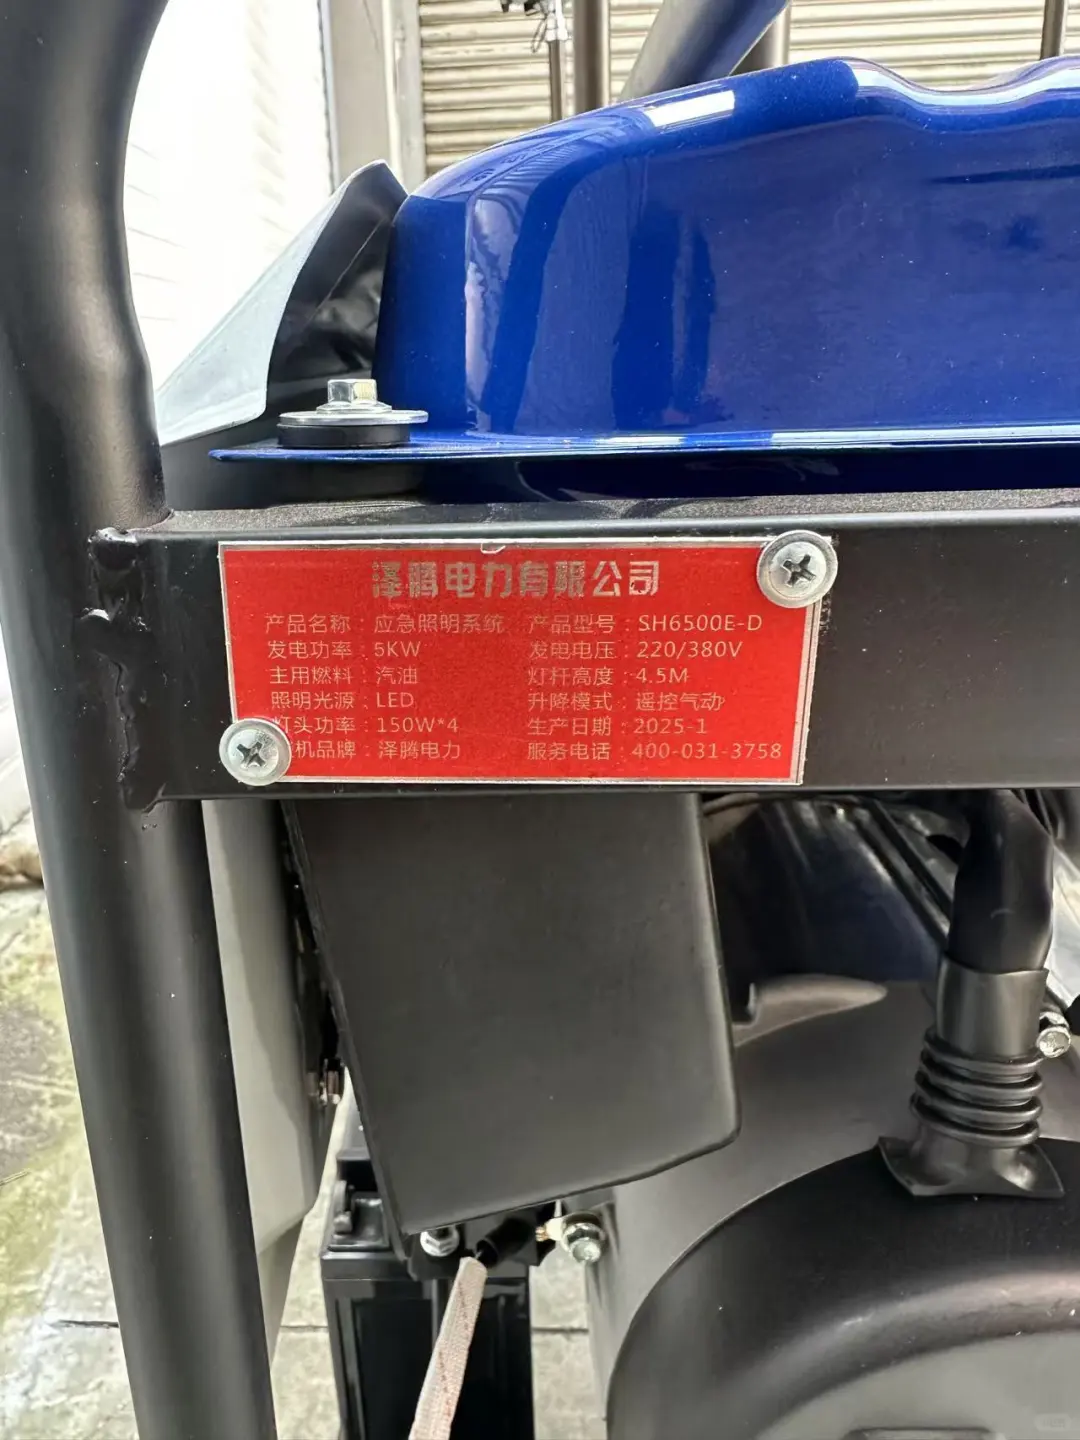 泽腾电力有限公司
产品名称：应急照明系统 产品型号：SH6500E-D
发电功率：5KW 发电电压：220/380V
主用燃料：汽油 灯杆高度：4.5M
照明光源：LED 升降模式：遥控气动
灯头功率：150W*4 生产日期：2025-1
机品牌：泽腾电力 服务电话：400-031-3758